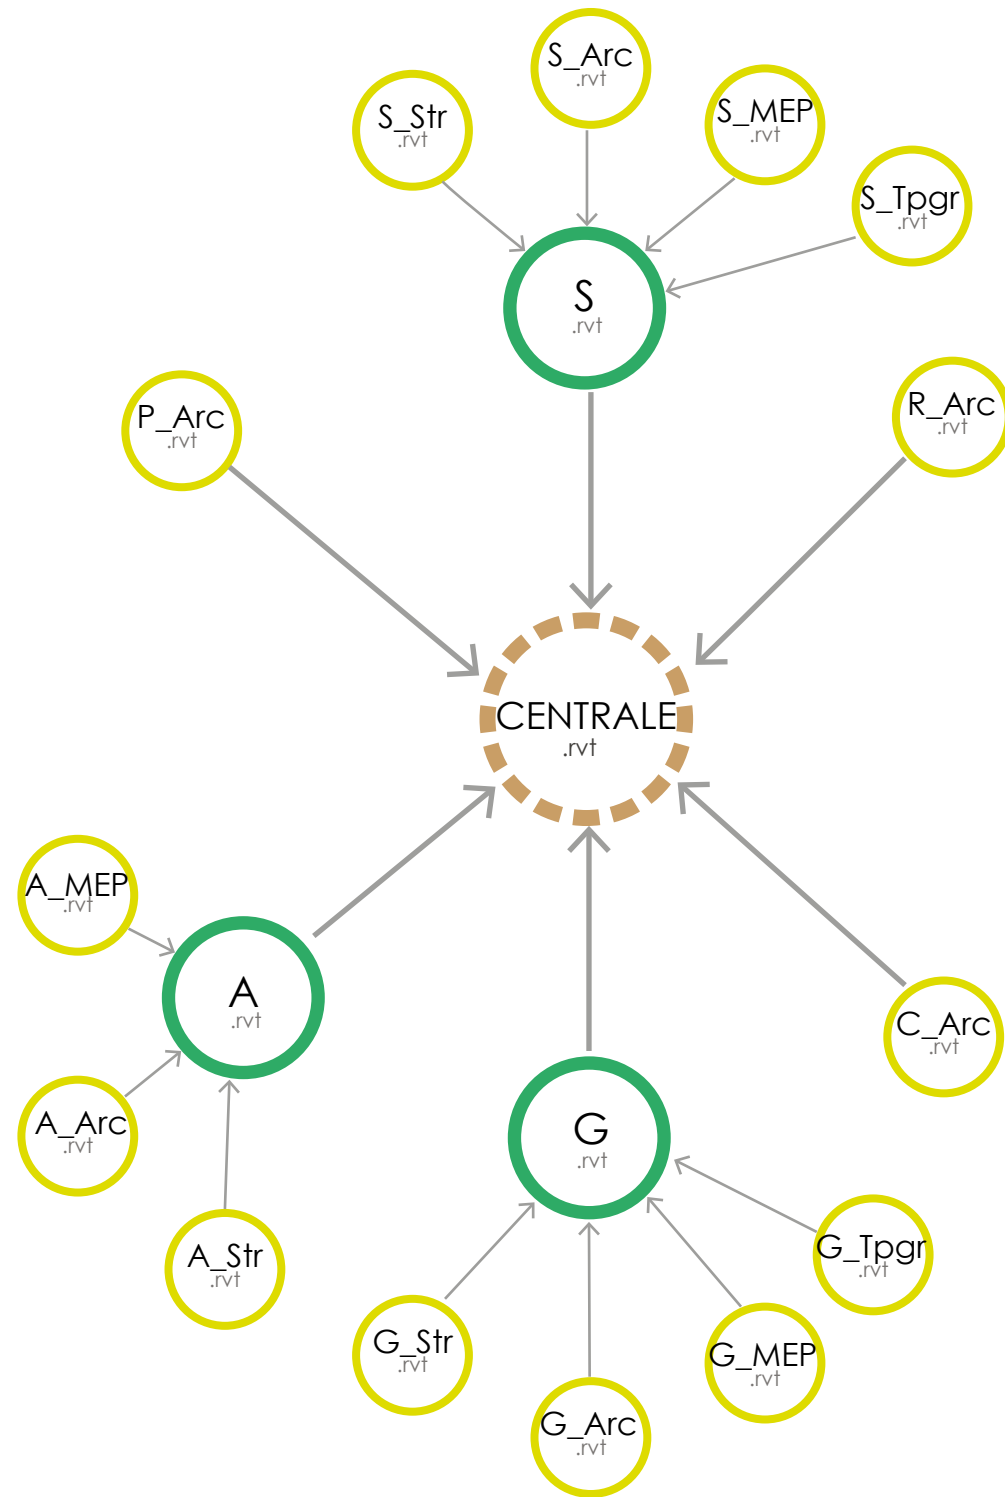 S_Arc
.rvt
S_Str
.rvt
S_MEP
.rvt
S_Tpgr
.rvt
S
.rvt
P_Arc
.rvt
R_Arc
.rvt
CENTRALE
.rvt
A_MEP
.rvt
A
.rvt
C_Arc
.rvt
A_Arc
.rvt
G
.rvt
A_Str
.rvt
G_Tpgr
.rvt
G_Str
.rvt
G_MEP
.rvt
G_Arc
.rvt